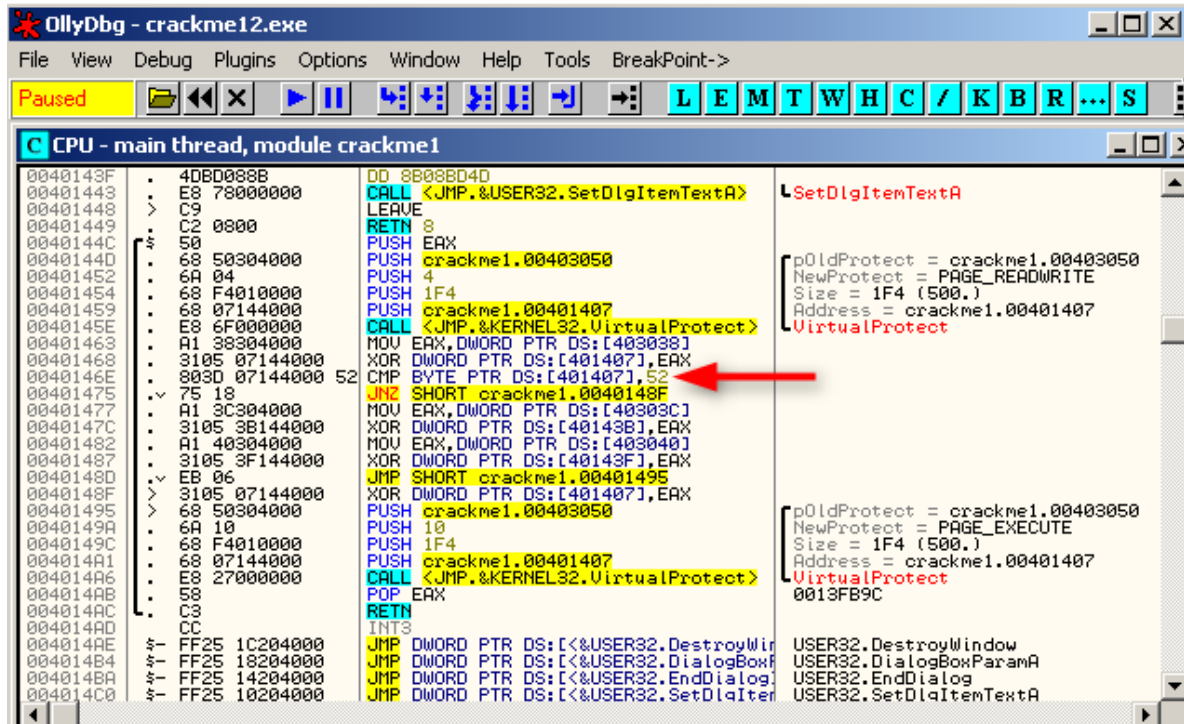 OllyDbg - crackme12.exe
File View Debug Plugins Options Window Help Tools BreakPoint->
Paused L E M T W H C / K B R ... S
C CPU - main thread, module crackme1
0040143F . 4DBD088B DD 8B08BD4D
00401443 . E8 78000000 CALL <JMP.&USER32.SetDlgItemTextA> SetDlgItemTextA
00401448 > C9 LEAVE
00401449 . C2 0800 RETN 8
0040144C $ 50 PUSH EAX
0040144D . 68 50304000 PUSH crackme1.00403050 pOldProtect = crackme1.00403050
00401452 . 6A 04 PUSH 4 NewProtect = PAGE_READWRITE
00401454 . 68 F4010000 PUSH 1F4 Size = 1F4 (500.)
00401459 . 68 07144000 PUSH crackme1.00401407 Address = crackme1.00401407
0040145E . E8 6F000000 CALL <JMP.&KERNEL32.VirtualProtect> VirtualProtect
00401463 . A1 38304000 MOV EAX,DWORD PTR DS:[403038]
00401468 . 3105 07144000 XOR DWORD PTR DS:[401407],EAX
0040146E . 803D 07144000 52 CMP BYTE PTR DS:[401407],52
00401475 .v 75 18 JNZ SHORT crackme1.0040148F
00401477 . A1 3C304000 MOV EAX,DWORD PTR DS:[40303C]
0040147C . 3105 3B144000 XOR DWORD PTR DS:[40143B],EAX
00401482 . A1 40304000 MOV EAX,DWORD PTR DS:[403040]
00401487 . 3105 3F144000 XOR DWORD PTR DS:[40143F],EAX
0040148D .v EB 06 JMP SHORT crackme1.00401495
0040148F > 3105 07144000 XOR DWORD PTR DS:[401407],EAX
00401495 > 68 50304000 PUSH crackme1.00403050 pOldProtect = crackme1.00403050
0040149A . 6A 10 PUSH 10 NewProtect = PAGE_EXECUTE
0040149C . 68 F4010000 PUSH 1F4 Size = 1F4 (500.)
004014A1 . 68 07144000 PUSH crackme1.00401407 Address = crackme1.00401407
004014A6 . E8 27000000 CALL <JMP.&KERNEL32.VirtualProtect> VirtualProtect
004014AB . 58 POP EAX 0013FB9C
004014AC . C3 RETN
004014AD CC INT3
004014AE $- FF25 1C204000 JMP DWORD PTR DS:[<&USER32.DestroyWin USER32.DestroyWindow
004014B4 $- FF25 18204000 JMP DWORD PTR DS:[<&USER32.DialogBoxF USER32.DialogBoxParamA
004014BA $- FF25 14204000 JMP DWORD PTR DS:[<&USER32.EndDialog USER32.EndDialog
004014C0 $- FF25 10204000 JMP DWORD PTR DS:[<&USER32.SetDlgIter USER32.SetDlgItemTextA